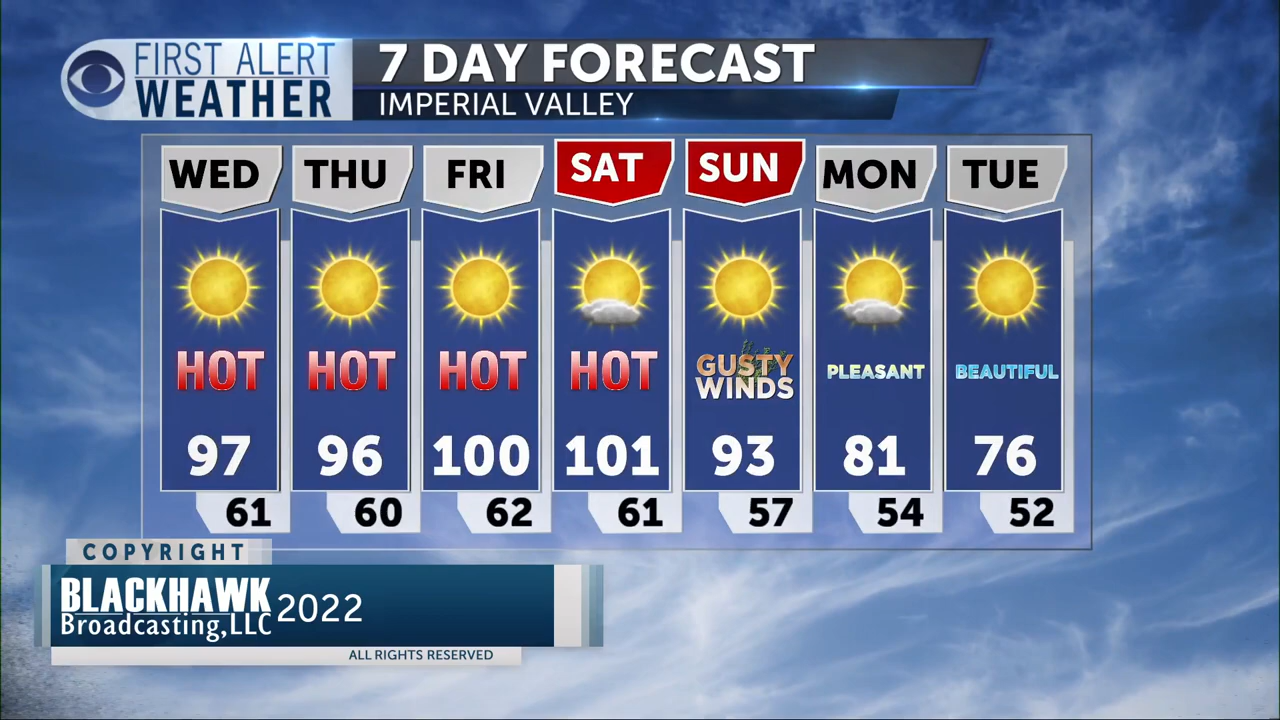 FIRST ALERT
WEATHER
7 DAY FORECAST
IMPERIAL VALLEY
WED THU FRI SAT SUN MON TUE
HOT HOT HOT HOT GUSTY WINDS PLEASANT BEAUTIFUL
97 96 100 101 93 81 76
61 60 62 61 57 54 52
COPYRIGHT
BLACKHAWK
Broadcasting,LLC 2022
ALL RIGHTS RESERVED